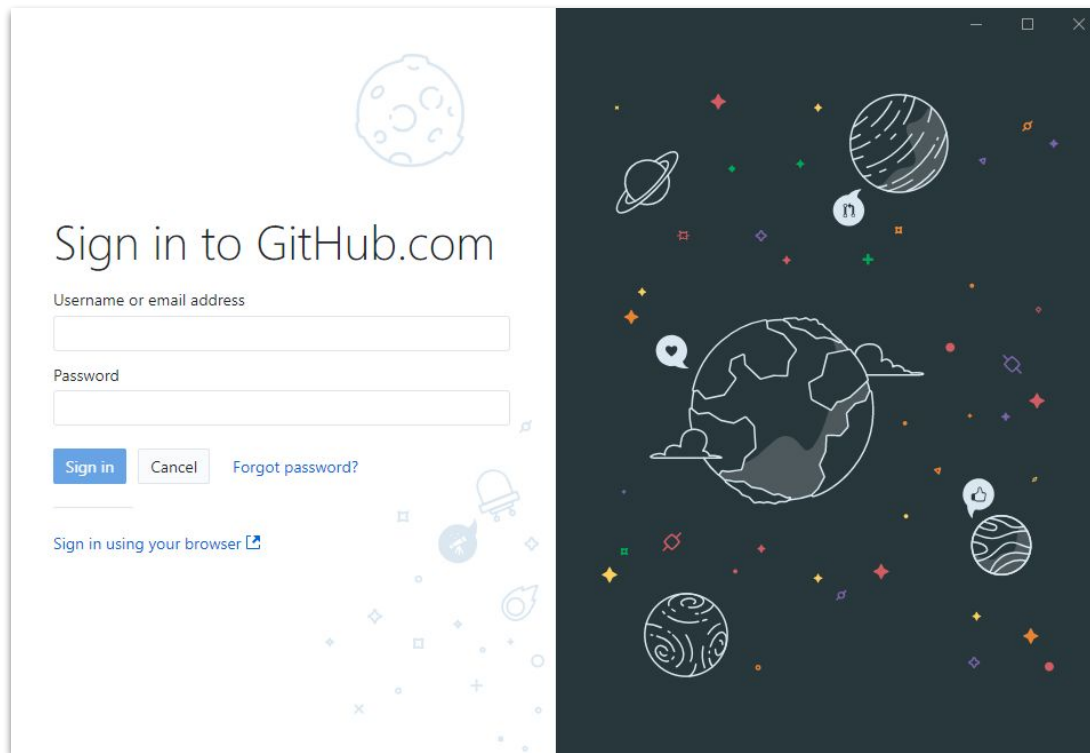 Sign in to GitHub.com
Username or email address
Password
Sign in Cancel Forgot password?
Sign in using your browser